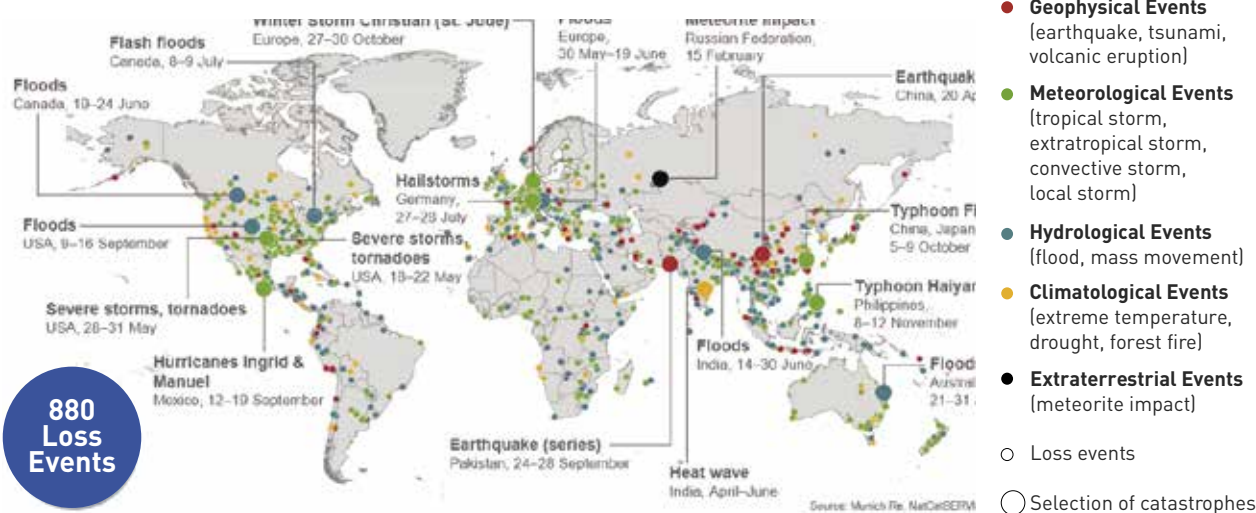 Winter Storm Christian (St. Jude)
Europe, 27–30 October
Floods
Europe,
30 May–19 June
Meteorite impact
Russian Federation,
15 February
Flash floods
Canada, 8–9 July
Floods
Canada, 19–24 June
Earthquak
China, 20 Ap
Hailstorms
Germany,
27–28 July
Floods
USA, 9–16 September
Severe storms,
tornadoes
USA, 18–22 May
Typhoon Fi
China, Japan
5–9 October
Severe storms, tornadoes
USA, 28–31 May
Typhoon Haiyan
Philippines,
8–12 November
Hurricanes Ingrid &
Manuel
Mexico, 12–19 September
Floods
India, 14–30 June
Flood
Austral
21–31
880
Loss
Events
Earthquake (series)
Pakistan, 24–28 September
Heat wave
India, April–June
Source: Munich Re, NatCatSERV
Geophysical Events
(earthquake, tsunami,
volcanic eruption)
Meteorological Events
(tropical storm,
extratropical storm,
convective storm,
local storm)
Hydrological Events
(flood, mass movement)
Climatological Events
(extreme temperature,
drought, forest fire)
Extraterrestrial Events
(meteorite impact)
Loss events
Selection of catastrophes